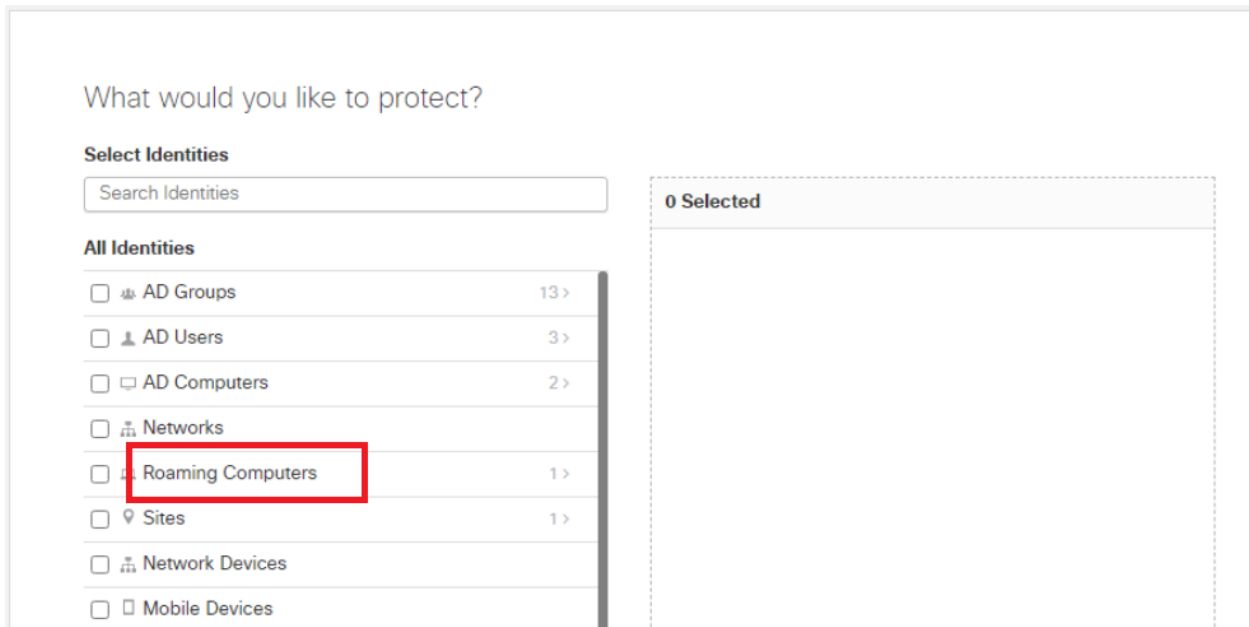 What would you like to protect?
Select Identities
Search Identities
0 Selected
All Identities
AD Groups 13 >
AD Users 3 >
AD Computers 2 >
Networks
Roaming Computers 1 >
Sites 1 >
Network Devices
Mobile Devices